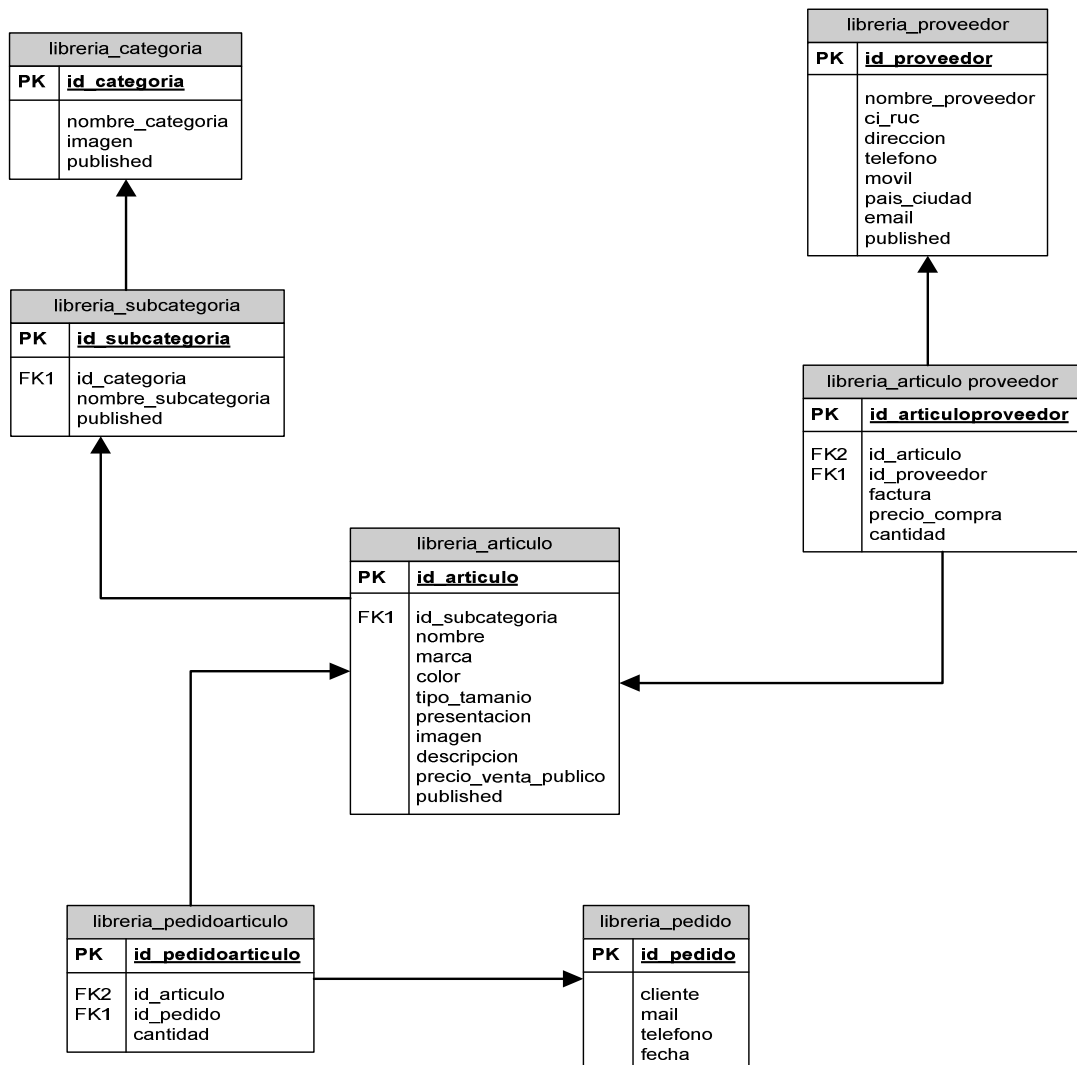 libreria_categoria
PK id_categoria
nombre_categoria
imagen
published
libreria_proveedor
PK id_proveedor
nombre_proveedor
ci_ruc
direccion
telefono
movil
pais_ciudad
email
published
libreria_subcategoria
PK id_subcategoria
FK1 id_categoria
nombre_subcategoria
published
libreria_articulo proveedor
PK id_articuloproveedor
FK2 id_articulo
FK1 id_proveedor
factura
precio_compra
cantidad
libreria_articulo
PK id_articulo
FK1 id_subcategoria
nombre
marca
color
tipo_tamanio
presentacion
imagen
descripcion
precio_venta_publico
published
libreria_pedidoarticulo
PK id_pedidoarticulo
FK2 id_articulo
FK1 id_pedido
cantidad
libreria_pedido
PK id_pedido
cliente
mail
telefono
fecha